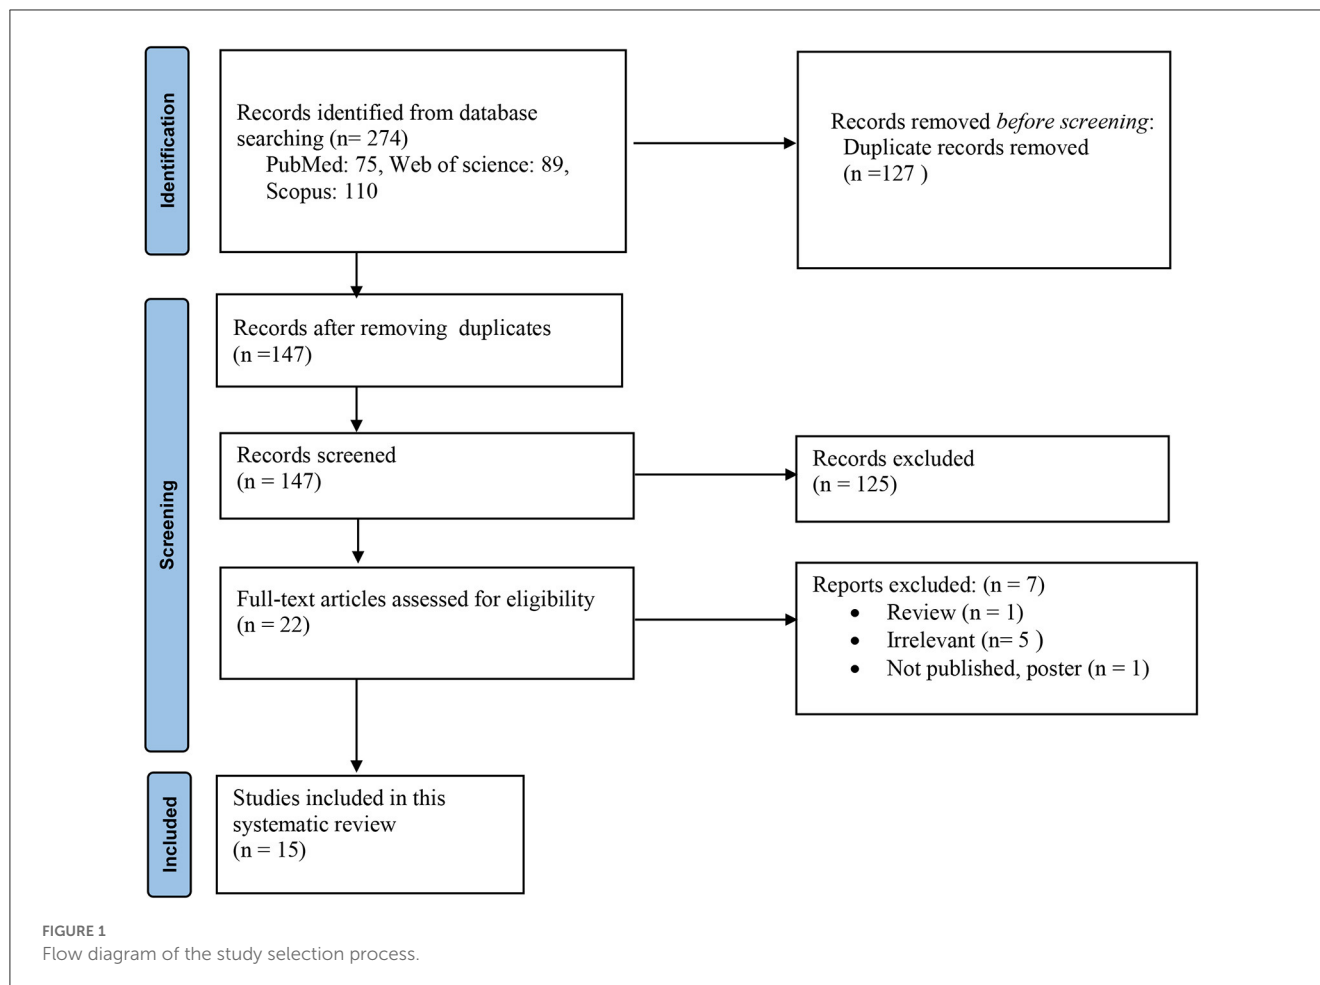 Identification
Records identified from database
searching (n= 274)
PubMed: 75, Web of science: 89,
Scopus: 110
Records removed before screening:
Duplicate records removed
(n =127 )
Screening
Records after removing  duplicates
(n =147)
Records screened
(n = 147)
Records excluded
(n = 125)
Full-text articles assessed for eligibility
(n = 22)
Reports excluded: (n = 7)
• Review (n = 1)
• Irrelevant (n= 5 )
• Not published, poster (n = 1)
Included
Studies included in this
systematic review
(n = 15)
FIGURE 1
Flow diagram of the study selection process.